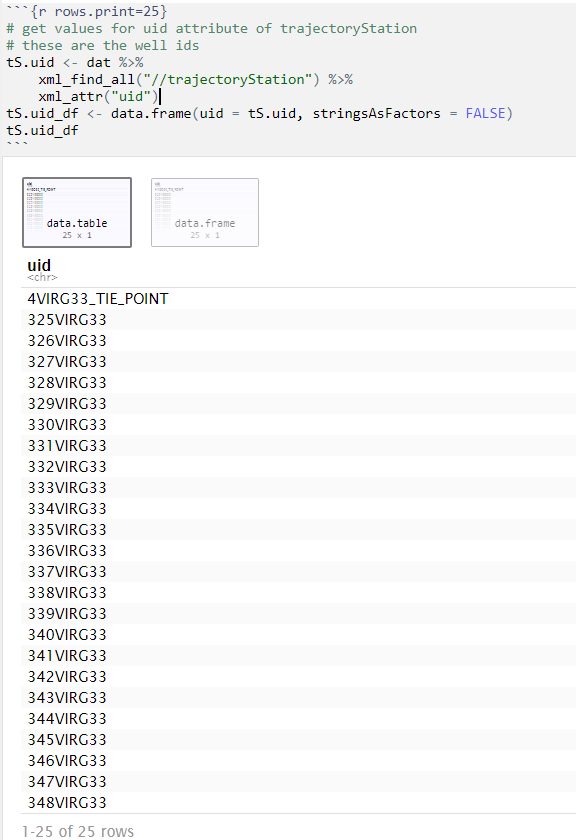 ```{r rows.print=25}
# get values for uid attribute of trajectoryStation
# these are the well ids
tS.uid <- dat %>%
    xml_find_all("//trajectoryStation") %>%
    xml_attr("uid")
tS.uid_df <- data.frame(uid = tS.uid, stringsAsFactors = FALSE)
tS.uid_df
```
data.table
25 x 1
data.frame
25 x 1
uid
<chr>
4VIRG33_TIE_POINT
325VIRG33
326VIRG33
327VIRG33
328VIRG33
329VIRG33
330VIRG33
331VIRG33
332VIRG33
333VIRG33
334VIRG33
335VIRG33
336VIRG33
337VIRG33
338VIRG33
339VIRG33
340VIRG33
341VIRG33
342VIRG33
343VIRG33
344VIRG33
345VIRG33
346VIRG33
347VIRG33
348VIRG33
1-25 of 25 rows